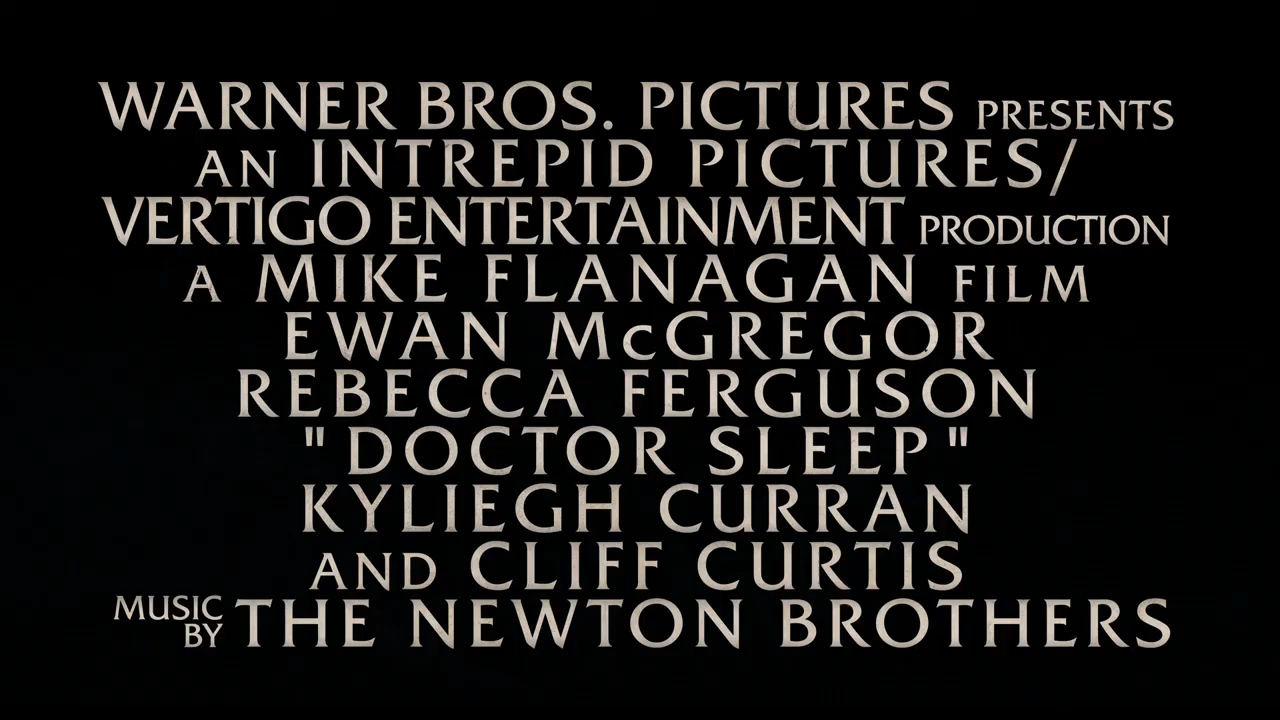 WARNER BROS. PICTURES PRESENTS
AN INTREPID PICTURES/
VERTIGO ENTERTAINMENT PRODUCTION
A MIKE FLANAGAN FILM
EWAN McGREGOR
REBECCA FERGUSON
"DOCTOR SLEEP"
KYLIEGH CURRAN
AND CLIFF CURTIS
MUSIC BY THE NEWTON BROTHERS